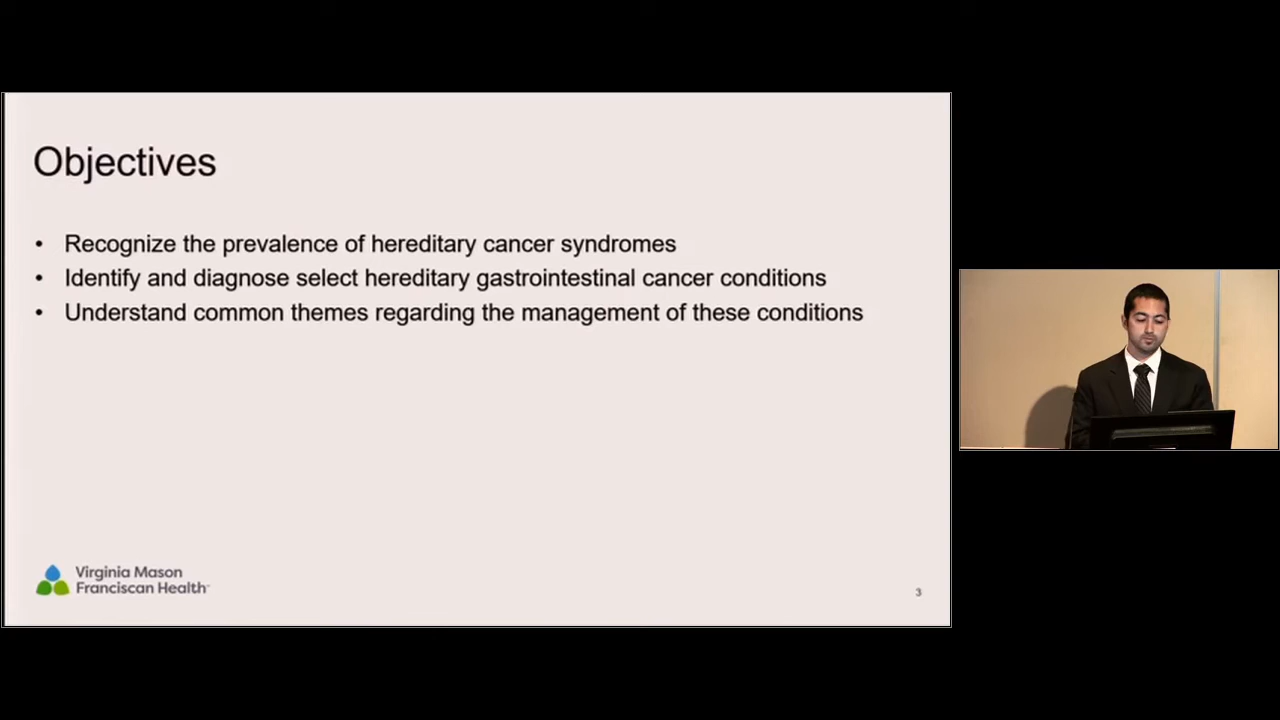 Objectives
• Recognize the prevalence of hereditary cancer syndromes
• Identify and diagnose select hereditary gastrointestinal cancer conditions
• Understand common themes regarding the management of these conditions
Virginia Mason
Franciscan Health™
3